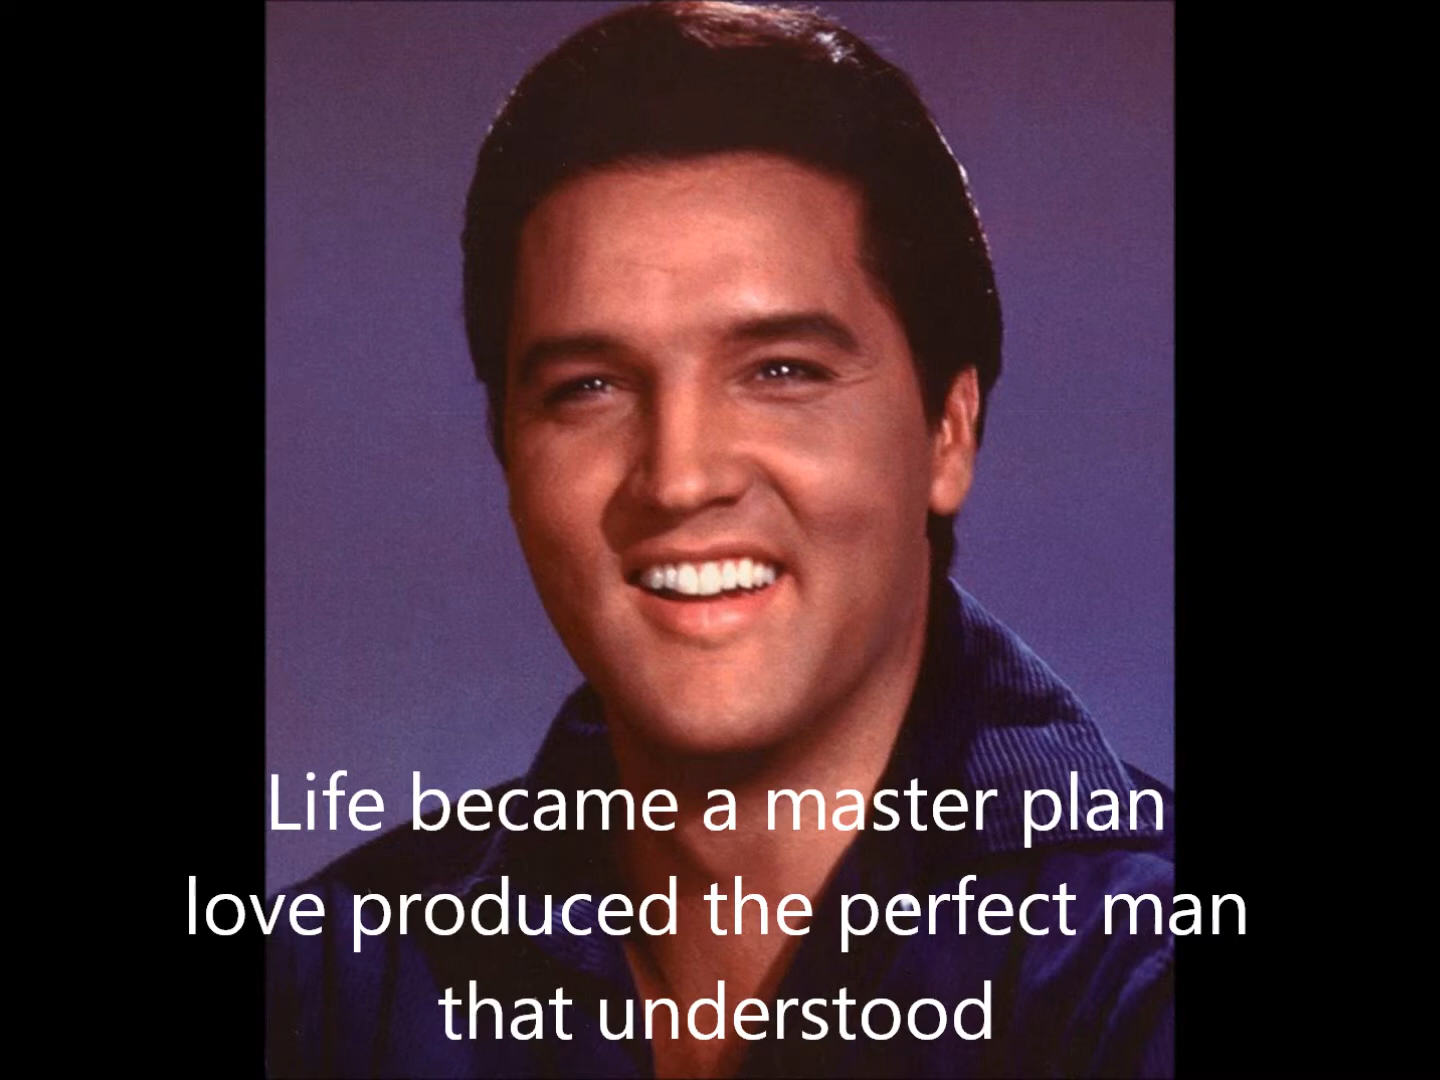 Life became a master plan
love produced the perfect man
that understood